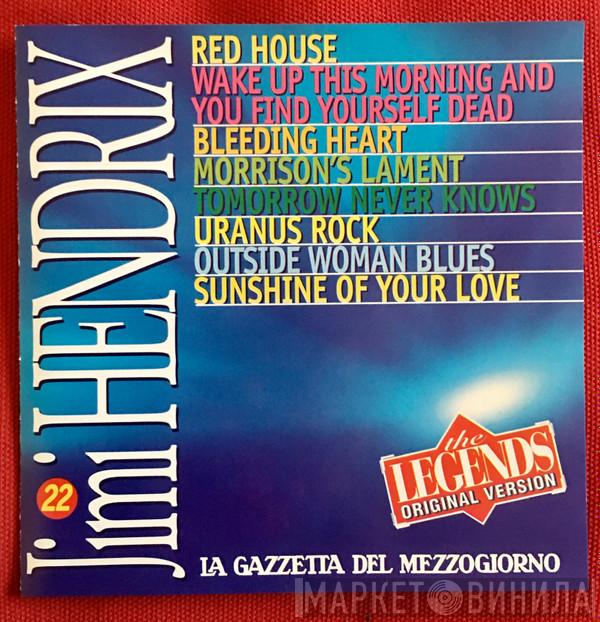 Jimi HENDRIX
RED HOUSE
WAKE UP THIS MORNING AND
YOU FIND YOURSELF DEAD
BLEEDING HEART
MORRISON'S LAMENT
TOMORROW NEVER KNOWS
URANUS ROCK
OUTSIDE WOMAN BLUES
SUNSHINE OF YOUR LOVE
22
the
LEGENDS
ORIGINAL VERSION
LA GAZZETTA DEL MEZZOGIORNO
МАРКЕТ ВИНИЛА